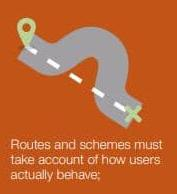 Routes and schemes must
take account of how users
actually behave;